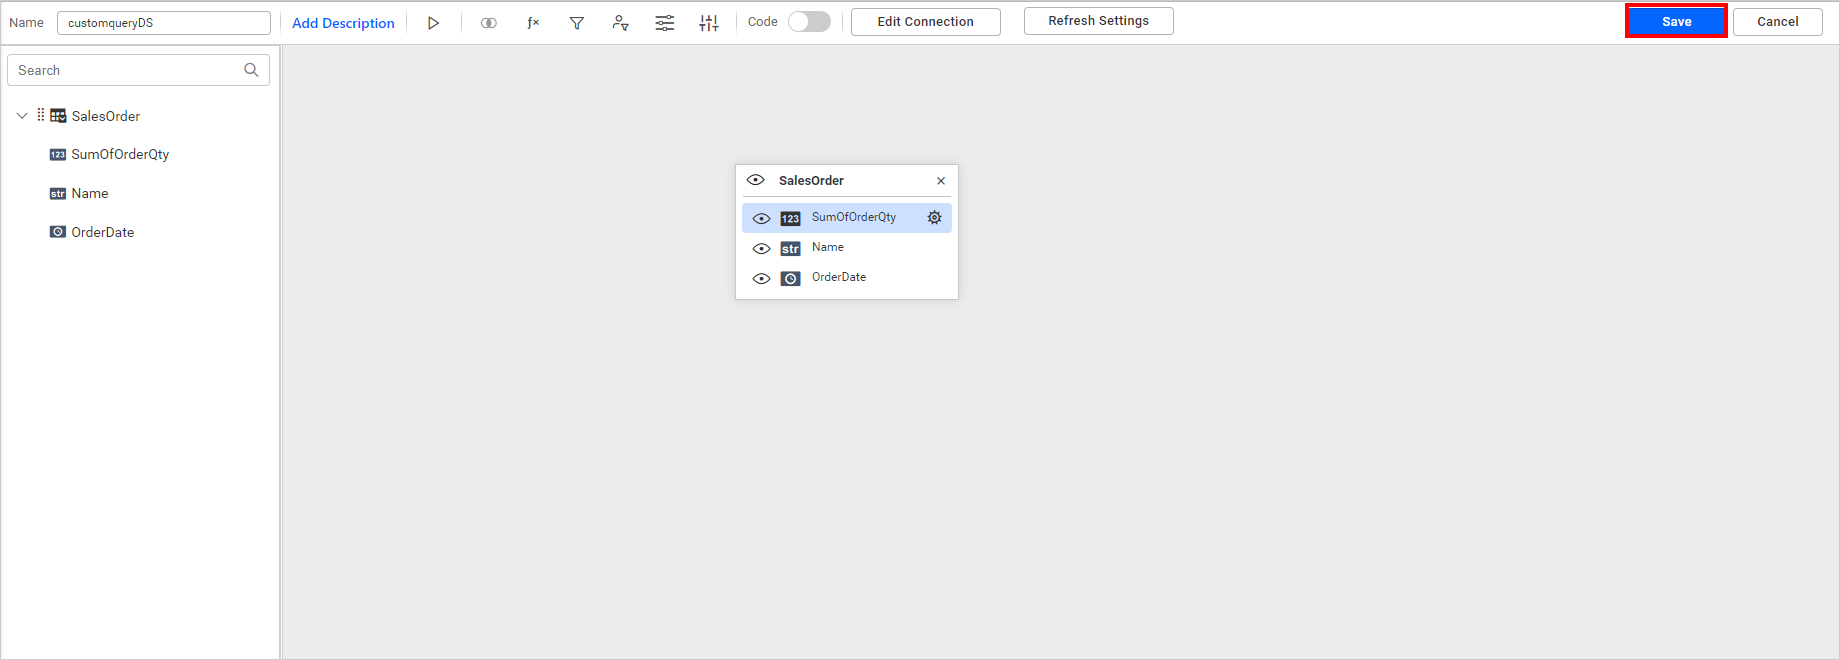 Name customqueryDS Add Description Code Edit Connection Refresh Settings Save Cancel
Search
SalesOrder
123 SumOfOrderQty
str Name
OrderDate
SalesOrder
123 SumOfOrderQty
str Name
OrderDate